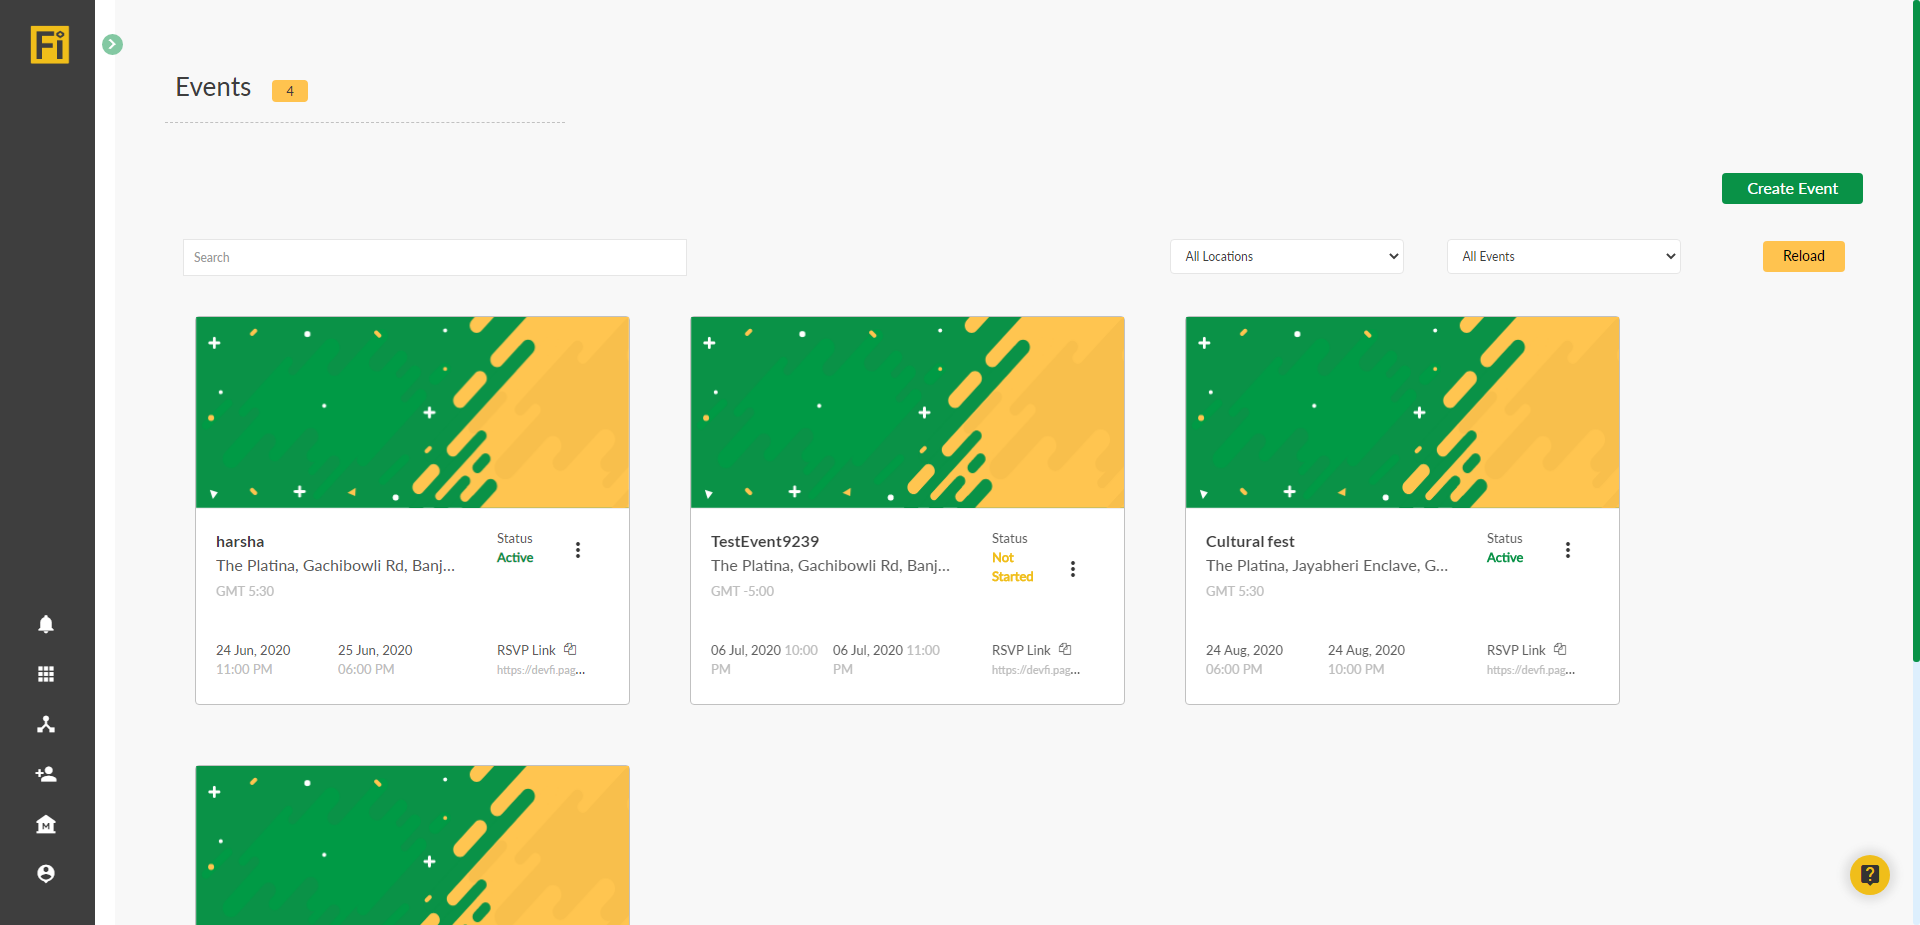 Fi
Events 4
Create Event
Search
All Locations
All Events
Reload
harsha
The Platina, Gachibowli Rd, Banj...
GMT 5:30
Status
Active
24 Jun, 2020
11:00 PM
25 Jun, 2020
06:00 PM
RSVP Link
https://devfi.pag...
TestEvent9239
The Platina, Gachibowli Rd, Banj...
GMT -5:00
Status
Not
Started
06 Jul, 2020 10:00
PM
06 Jul, 2020 11:00
PM
RSVP Link
https://devfi.pag...
Cultural fest
The Platina, Jayabheri Enclave, G...
GMT 5:30
Status
Active
24 Aug, 2020
06:00 PM
24 Aug, 2020
10:00 PM
RSVP Link
https://devfi.pag...
M
?